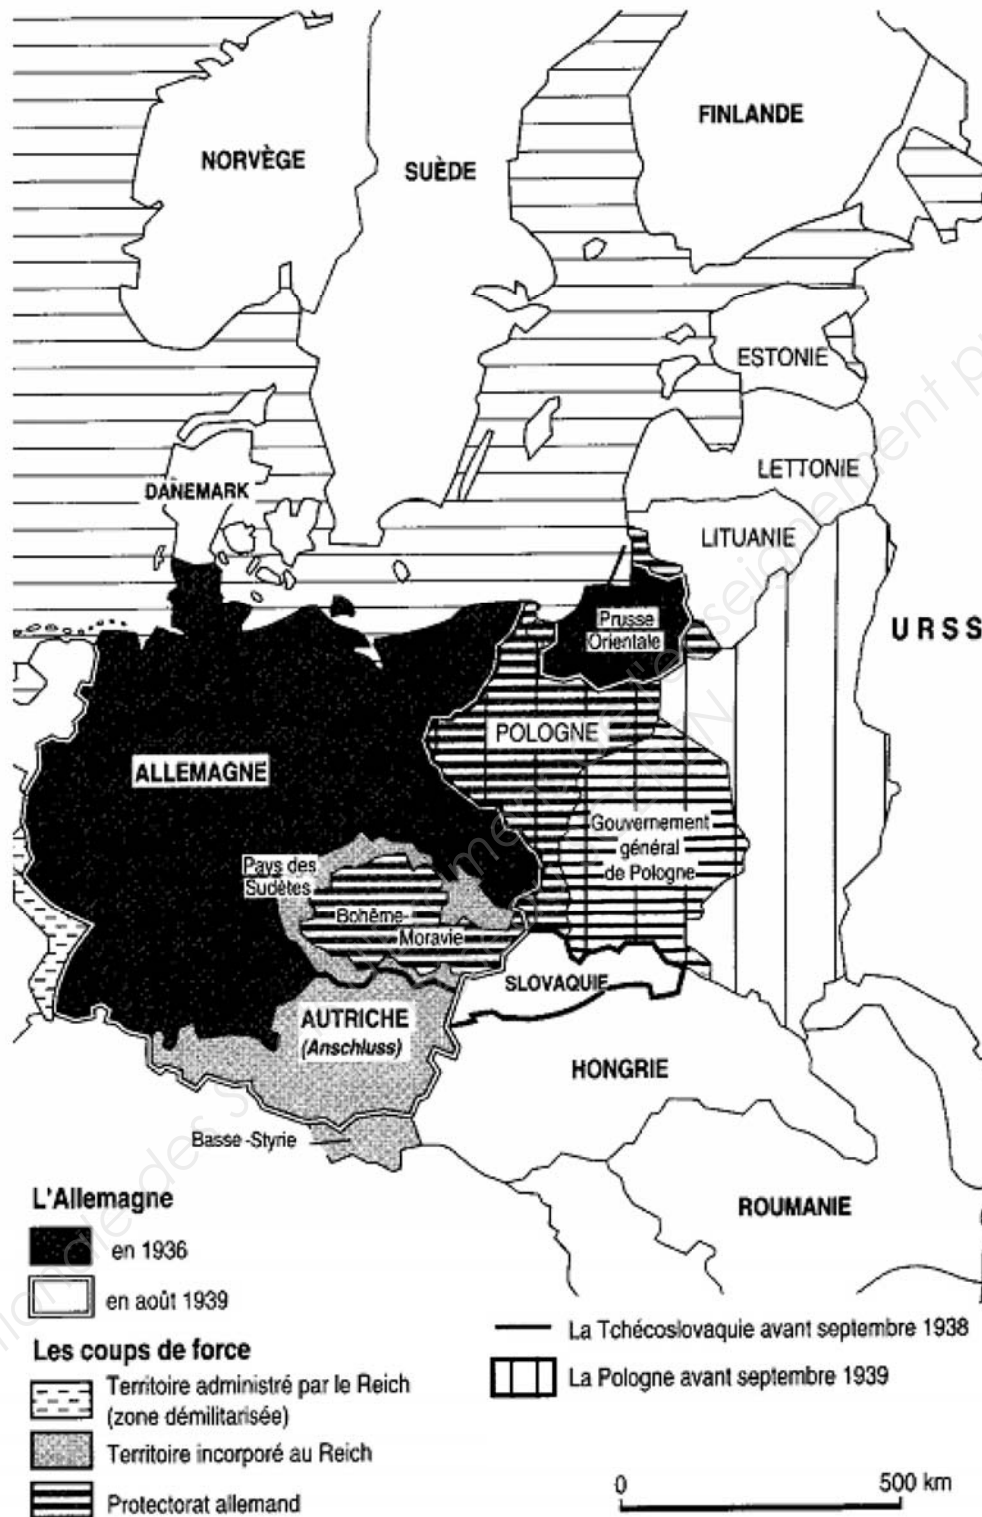 NORVÈGE
SUÈDE
FINLANDE
ESTONIE
LETTONIE
DANEMARK
LITUANIE
URSS
Prusse
Orientale
POLOGNE
ALLEMAGNE
Gouvernement
général
de Pologne
Pays des
Sudètes
Bohême-
Moravie
SLOVAQUIE
AUTRICHE
(Anschluss)
HONGRIE
Basse-Styrie
ROUMANIE
L'Allemagne
en 1936
en août 1939
Les coups de force
Territoire administré par le Reich
(zone démilitarisée)
Territoire incorporé au Reich
Protectorat allemand
La Tchécoslovaquie avant septembre 1938
La Pologne avant septembre 1939
0 500 km